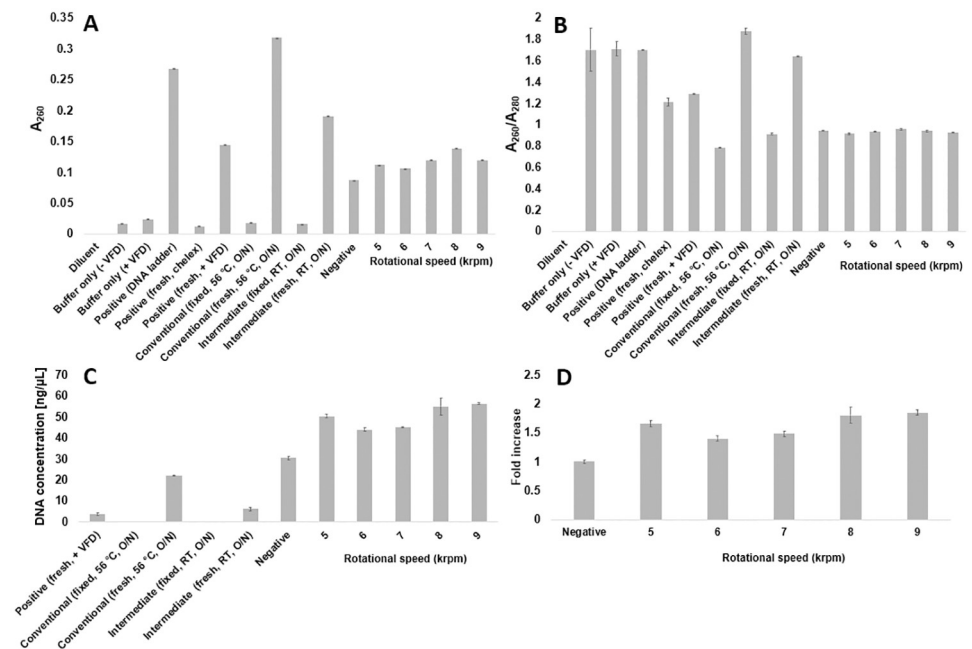 A
A260
0.35
0.3
0.25
0.2
0.15
0.1
0.05
0
Diluent
Buffer only (- VFD)
Buffer only (+ VFD)
Positive (DNA ladder)
Positive (fresh, chelex)
Positive (fresh, + VFD)
Conventional (fixed, 56 °C, O/N)
Conventional (fresh, 56 °C, O/N)
Intermediate (fixed, RT, O/N)
Intermediate (fresh, RT, O/N)
Negative
5 6 7 8 9
Rotational speed (krpm)
B
A260/A280
2
1.8
1.6
1.4
1.2
1
0.8
0.6
0.4
0.2
0
Diluent
Buffer only (- VFD)
Buffer only (+ VFD)
Positive (DNA ladder)
Positive (fresh, chelex)
Positive (fresh, + VFD)
Conventional (fixed, 56 °C, O/N)
Conventional (fresh, 56 °C, O/N)
Intermediate (fixed, RT, O/N)
Intermediate (fresh, RT, O/N)
Negative
5 6 7 8 9
Rotational speed (krpm)
C
DNA concentration [ng/µL]
70
60
50
40
30
20
10
0
Positive (fresh, + VFD)
Conventional (fixed, 56 °C, O/N)
Conventional (fresh, 56 °C, O/N)
Intermediate (fixed, RT, O/N)
Intermediate (fresh, RT, O/N)
Negative
5 6 7 8 9
Rotational speed (krpm)
D
Fold increase
2.5
2
1.5
1
0.5
0
Negative 5 6 7 8 9
Rotational speed (krpm)